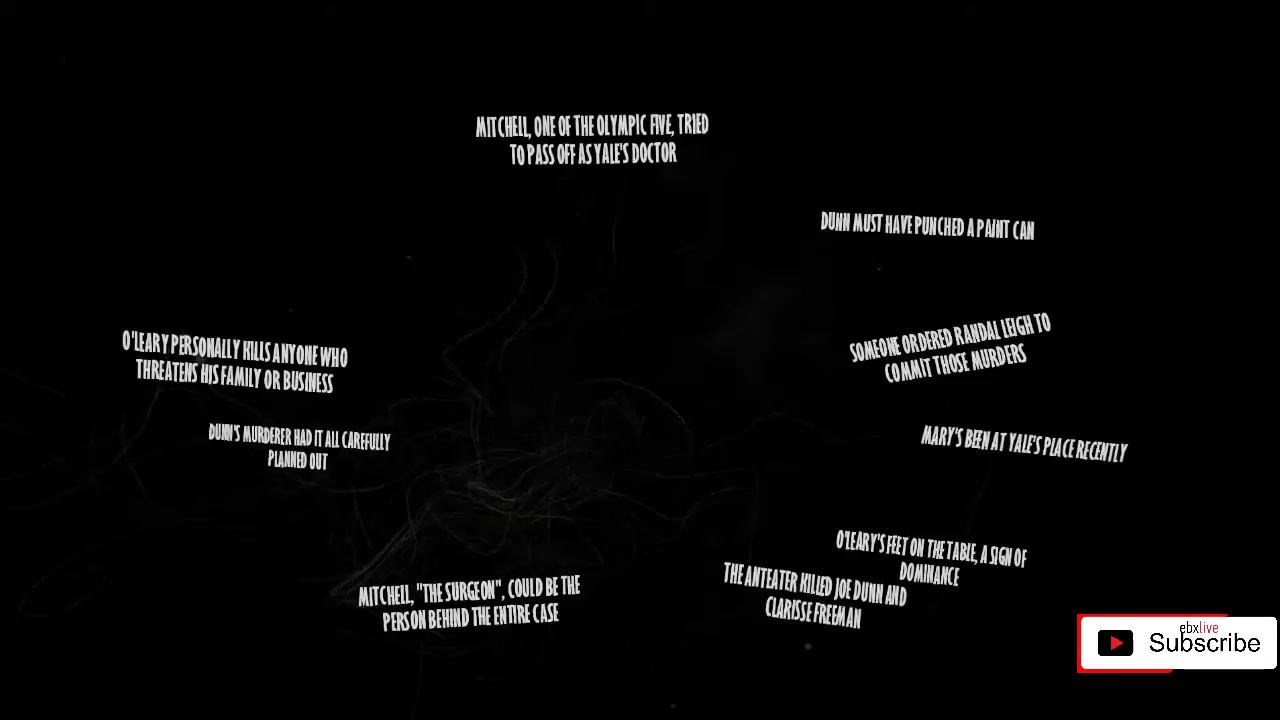 MITCHELL, ONE OF THE OLYMPIC FIVE, TRIED
TO PASS OFF AS YALE'S DOCTOR
DUNN MUST HAVE PUNCHED A PAINT CAN
SOMEONE ORDERED RANDAL LEIGH TO
COMMIT THOSE MURDERS
O'LEARY PERSONALLY KILLS ANYONE WHO
THREATENS HIS FAMILY OR BUSINESS
DUNN'S MURDERER HAD IT ALL CAREFULLY
PLANNED OUT
MARY'S BEEN AT YALE'S PLACE RECENTLY
O'LEARY'S FEET ON THE TABLE, A SIGN OF
DOMINANCE
THE ANTEATER KILLED JOE DUNN AND
CLARISSE FREEMAN
MITCHELL, "THE SURGEON", COULD BE THE
PERSON BEHIND THE ENTIRE CASE
ebxlive
Subscribe